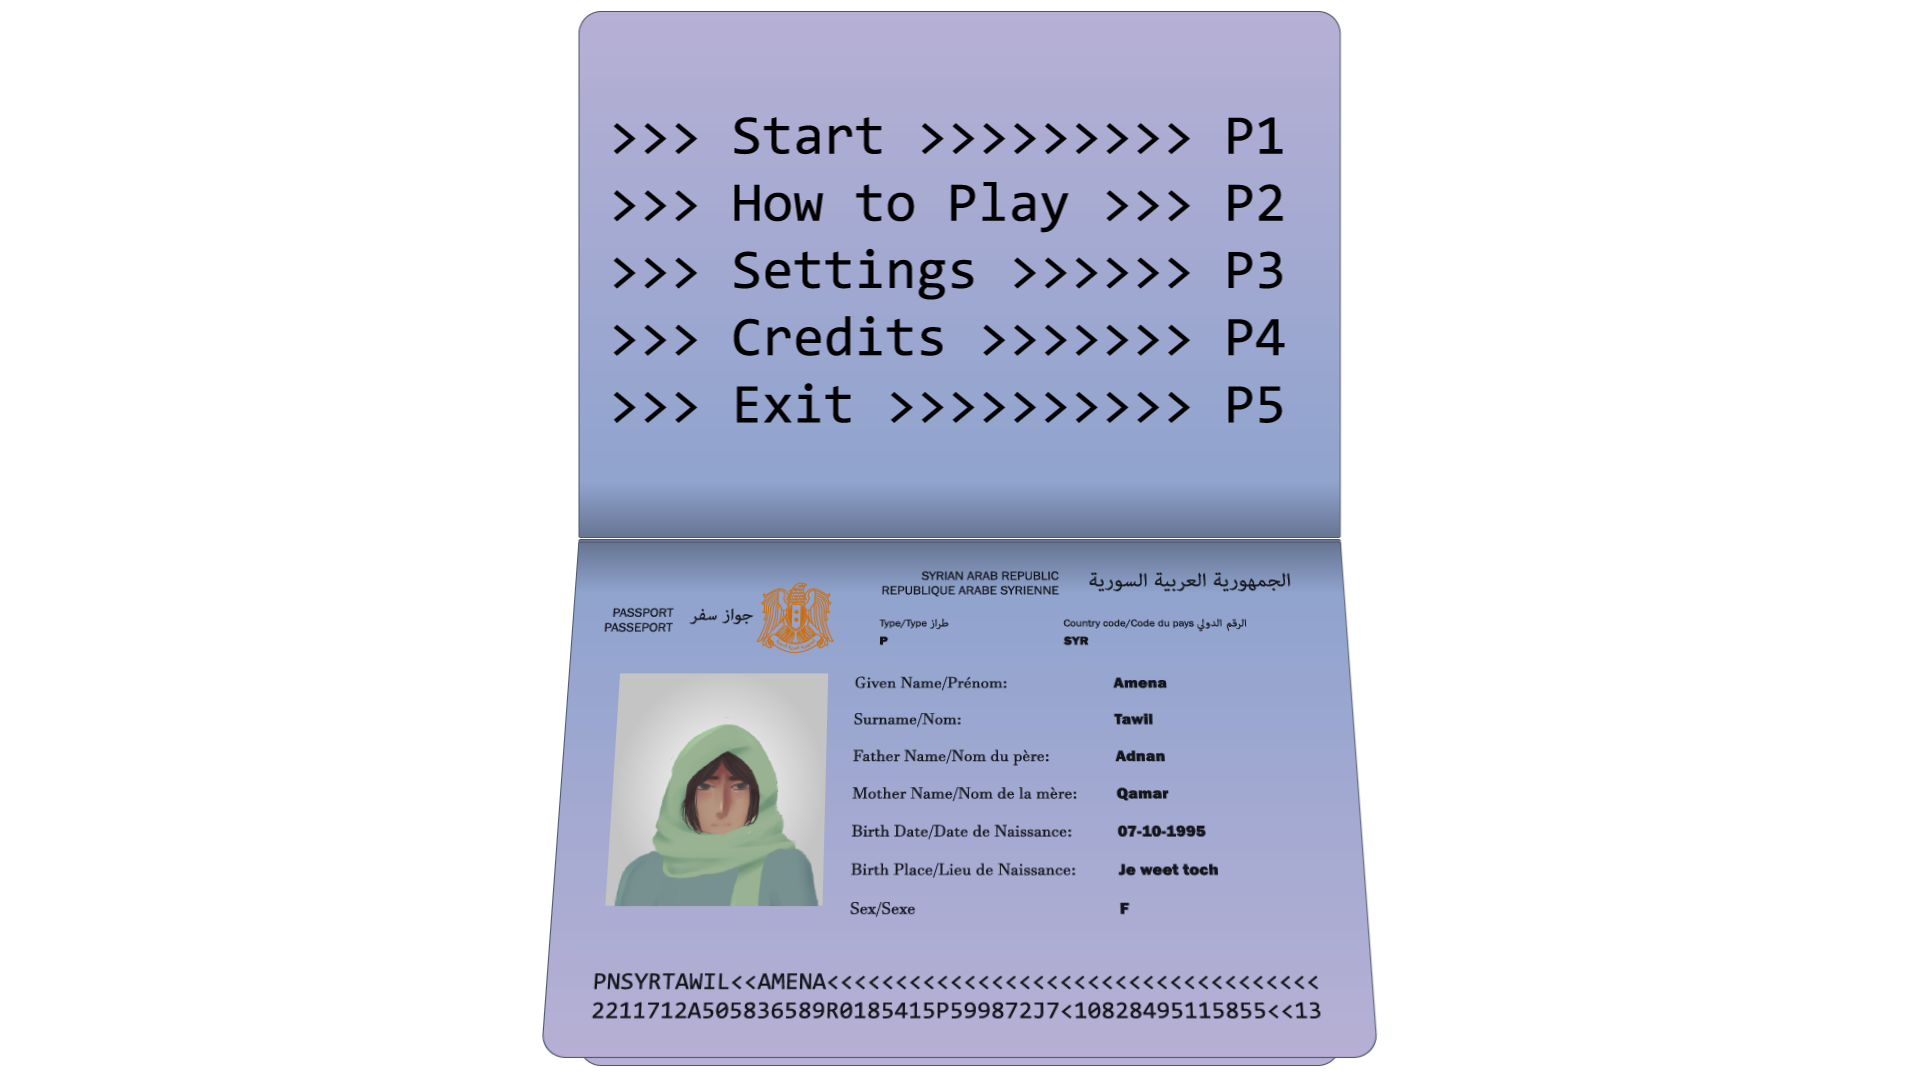 >>> Start >>>>>>>>> P1
>>> How to Play >>> P2
>>> Settings >>>>>> P3
>>> Credits >>>>>>> P4
>>> Exit >>>>>>>>>> P5
SYRIAN ARAB REPUBLIC
REPUBLIQUE ARABE SYRIENNE
الجمهورية العربية السورية
PASSPORT
PASSEPORT
جواز سفر
Type/Type طراز
P
Country code/Code du pays الرقم الدولي
SYR
Given Name/Prénom: Amena
Surname/Nom: Tawil
Father Name/Nom du père: Adnan
Mother Name/Nom de la mère: Qamar
Birth Date/Date de Naissance: 07-10-1995
Birth Place/Lieu de Naissance: Je weet toch
Sex/Sexe F
PNSYRTAWIL<<AMENA<<<<<<<<<<<<<<<<<<<<<<<<<<<<<<<<<<<<
2211712A505836589R0185415P599872J7<10828495115855<<13